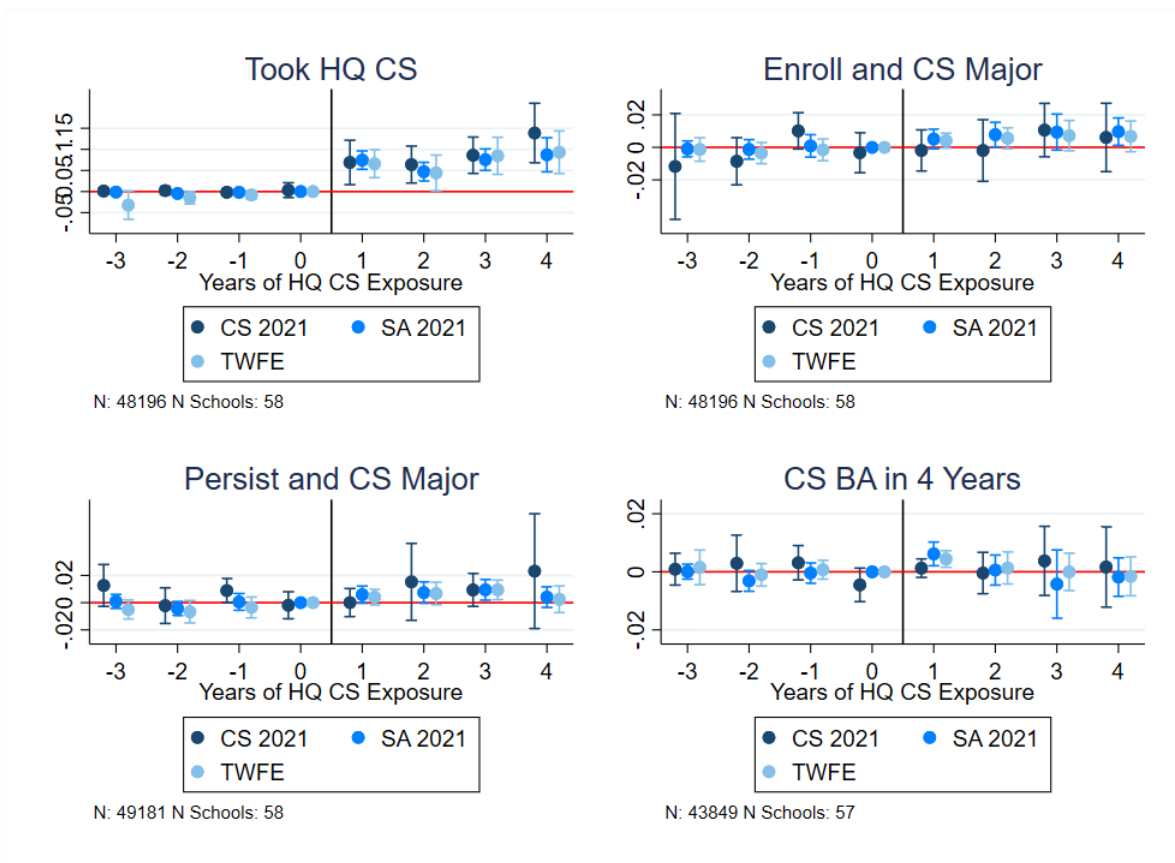 Took HQ CS
-.05 0 .05 .1 .15
-3 -2 -1 0 1 2 3 4
Years of HQ CS Exposure
CS 2021 SA 2021
TWFE
N: 48196 N Schools: 58
Enroll and CS Major
-.02 0 .02
-3 -2 -1 0 1 2 3 4
Years of HQ CS Exposure
CS 2021 SA 2021
TWFE
N: 48196 N Schools: 58
Persist and CS Major
-.02 0 .02
-3 -2 -1 0 1 2 3 4
Years of HQ CS Exposure
CS 2021 SA 2021
TWFE
N: 49181 N Schools: 58
CS BA in 4 Years
-.02 0 .02
-3 -2 -1 0 1 2 3 4
Years of HQ CS Exposure
CS 2021 SA 2021
TWFE
N: 43849 N Schools: 57